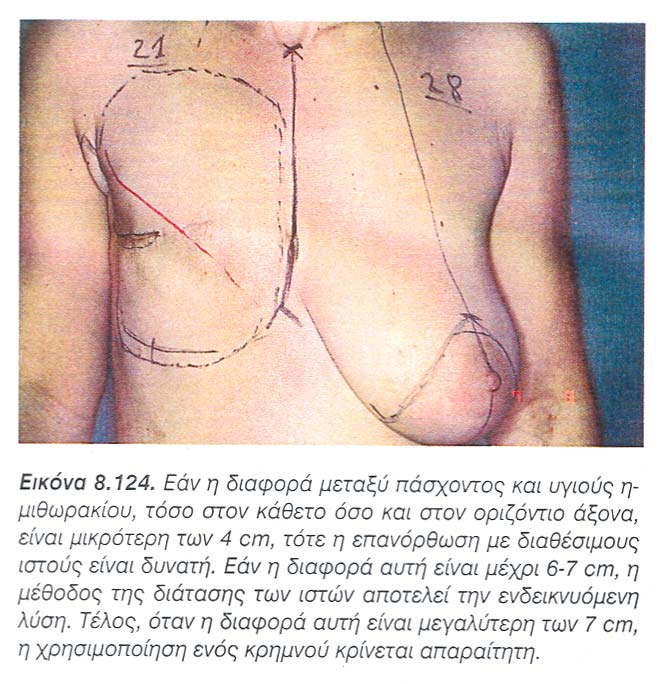 21
28
Εικόνα 8.124. Εάν η διαφορά μεταξύ πάσχοντος και υγιούς η-
μιθωρακίου, τόσο στον κάθετο όσο και στον οριζόντιο άξονα,
είναι μικρότερη των 4 cm, τότε η επανόρθωση με διαθέσιμους
ιστούς είναι δυνατή. Εάν η διαφορά αυτή είναι μέχρι 6-7 cm, η
μέθοδος της διάτασης των ιστών αποτελεί την ενδεικνυόμενη
λύση. Τέλος, όταν η διαφορά αυτή είναι μεγαλύτερη των 7 cm,
η χρησιμοποίηση ενός κρημνού κρίνεται απαραίτητη.